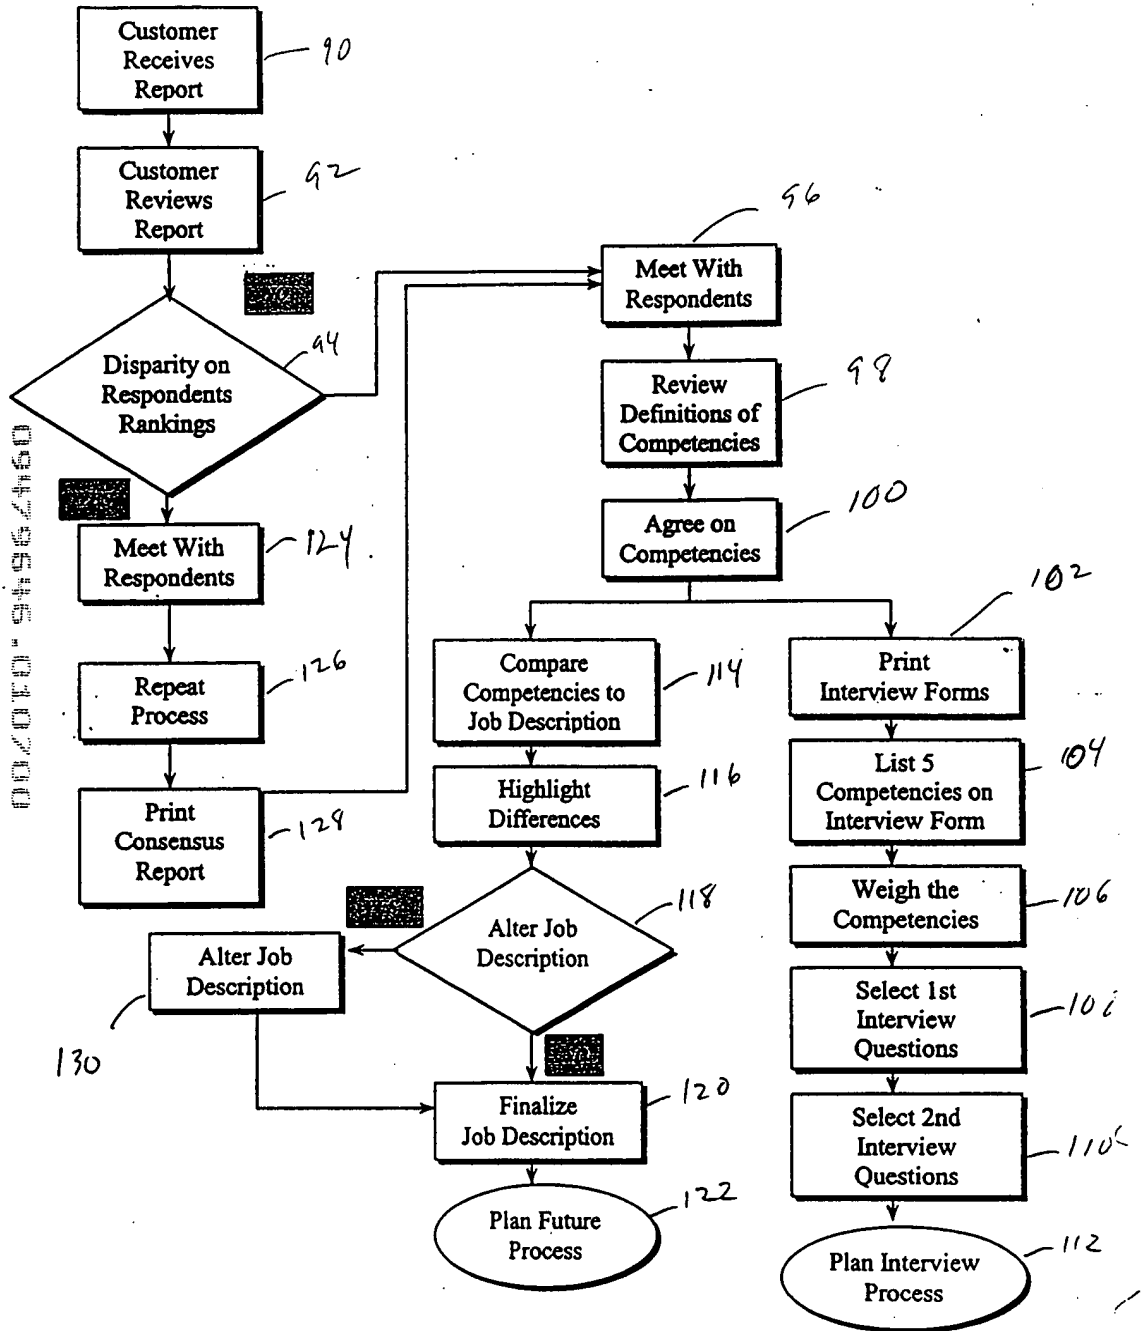 Customer
Receives
Report
90
Customer
Reviews
Report
92
Disparity on
Respondents
Rankings
94
Meet With
Respondents
124
Repeat
Process
126
Print
Consensus
Report
128
Meet With
Respondents
96
Review
Definitions of
Competencies
98
Agree on
Competencies
100
Compare
Competencies to
Job Description
114
Highlight
Differences
116
Alter Job
Description
118
Alter Job
Description
130
Finalize
Job Description
120
Plan Future
Process
122
Print
Interview Forms
102
List 5
Competencies on
Interview Form
104
Weigh the
Competencies
106
Select 1st
Interview
Questions
Select 2nd
Interview
Questions
110
Plan Interview
Process
112